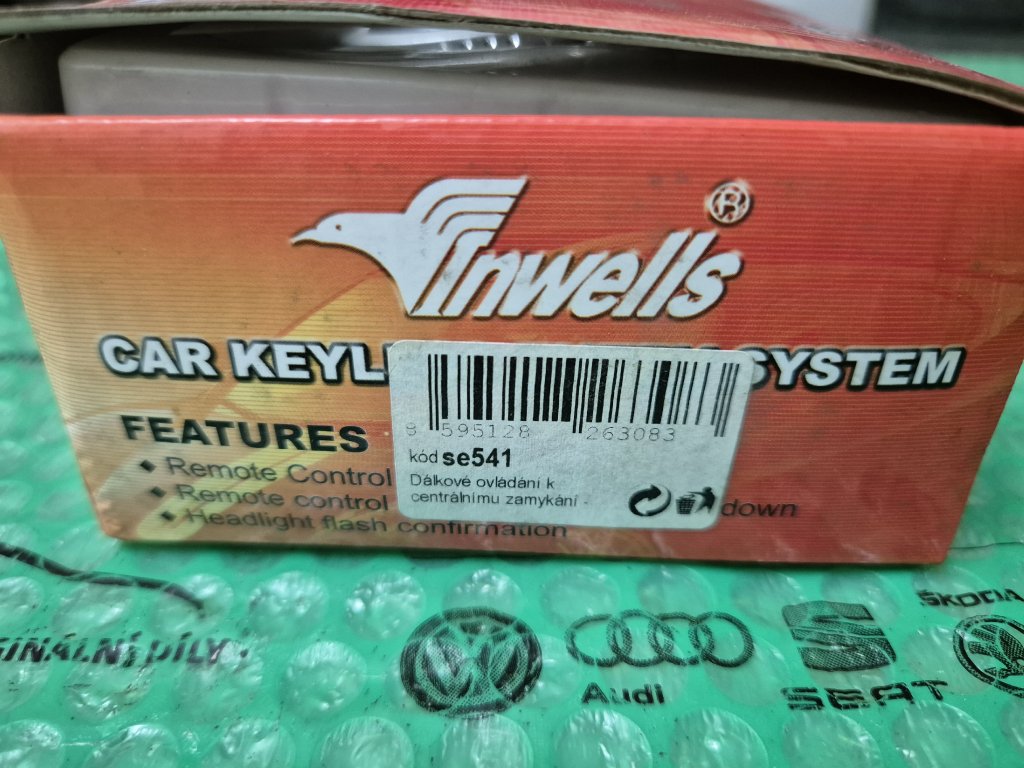 Inwells ®
CAR KEYL SYSTEM
FEATURES
Remote Control
Remote control down
Headlight flash confirmation
8 595128 263083
kód se541
Dálkové ovládání k
centrálnímu zamykání -
ŠKODA
GINÁLNÍ DÍLY
Audi
SEAT